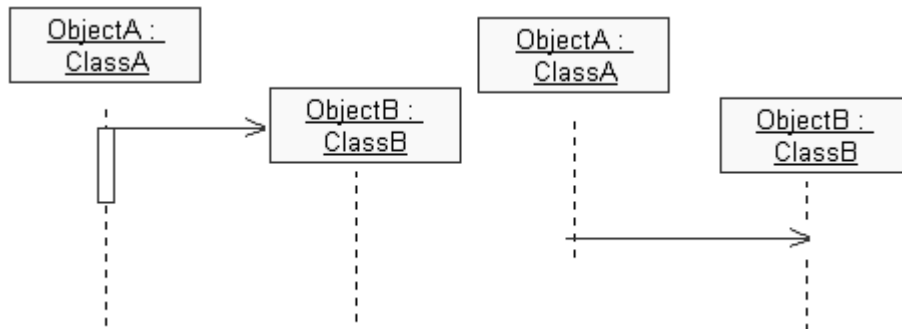 ObjectA :
ClassA
ObjectB :
ClassB
ObjectA :
ClassA
ObjectB :
ClassB